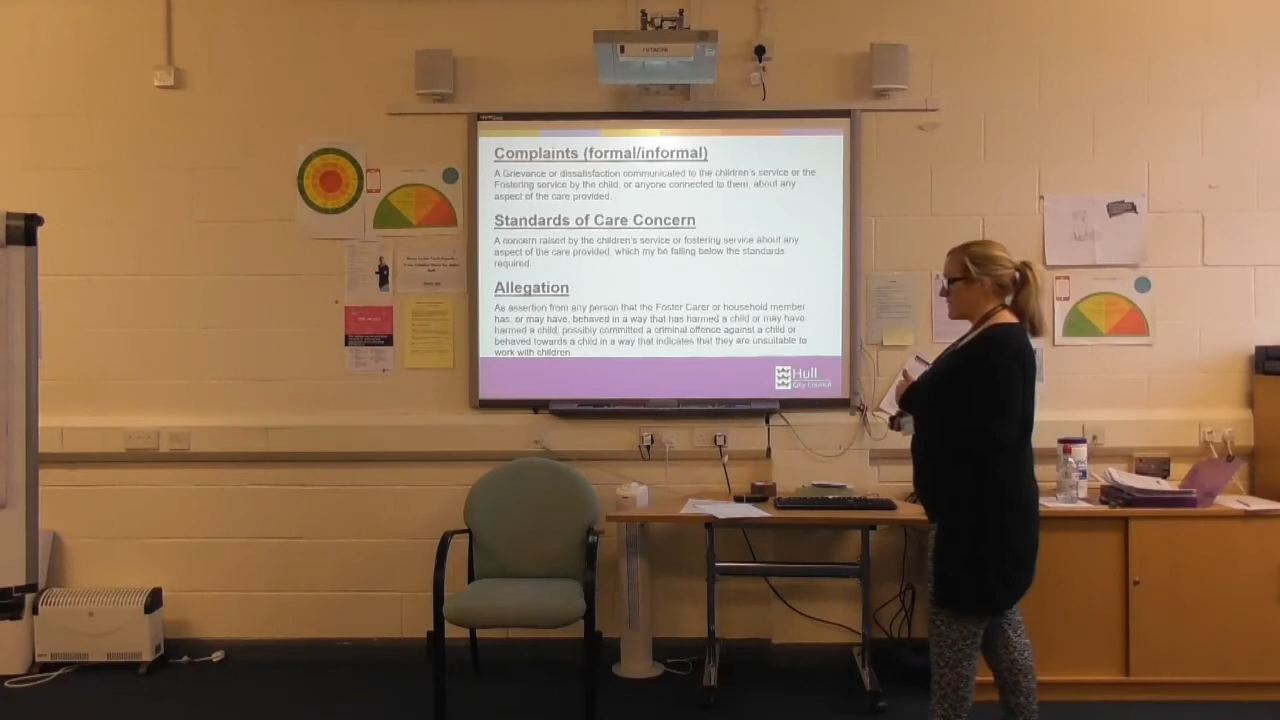 HITACHI
Complaints (formal/informal)
A Grievance or dissatisfaction communicated to the children's service or the
Fostering service by the child, or anyone connected to them, about any
aspect of the care provided.
Standards of Care Concern
A concern raised by the children's service or fostering service about any
aspect of the care provided, which my be falling below the standards
required.
Allegation
As assertion from any person that the Foster Carer or household member
has, or may have, behaved in a way that has harmed a child or may have
harmed a child; possibly committed a criminal offence against a child or
behaved towards a child in a way that indicates that they are unsuitable to
work with children.
Hull
City Council